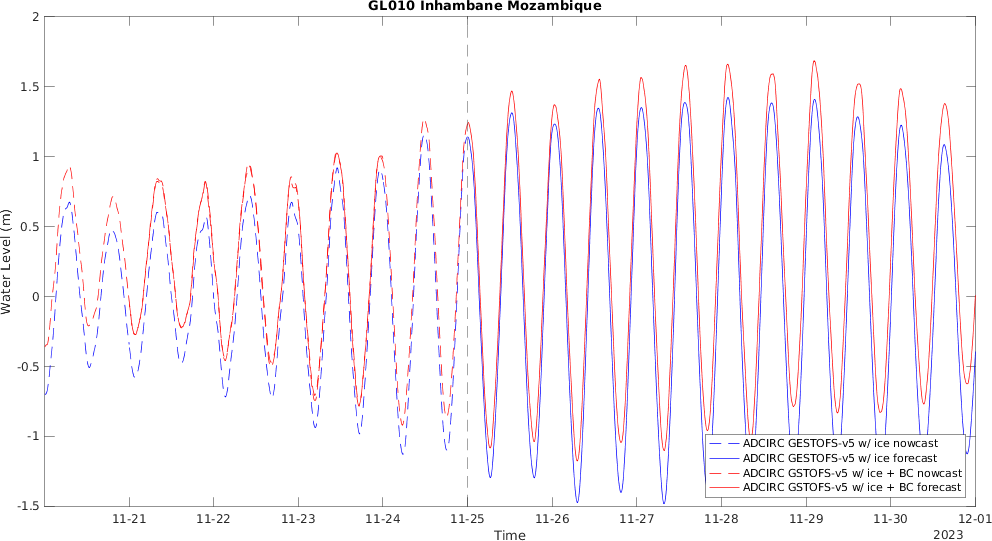 GL010 Inhambane Mozambique
2
1.5
1
0.5
0
-0.5
-1
-1.5
Water Level (m)
ADCIRC GESTOFS-v5 w/ ice nowcast
ADCIRC GESTOFS-v5 w/ ice forecast
ADCIRC GSTOFS-v5 w/ ice + BC nowcast
ADCIRC GSTOFS-v5 w/ ice + BC forecast
11-21 11-22 11-23 11-24 11-25 11-26 11-27 11-28 11-29 11-30 12-01
Time
2023